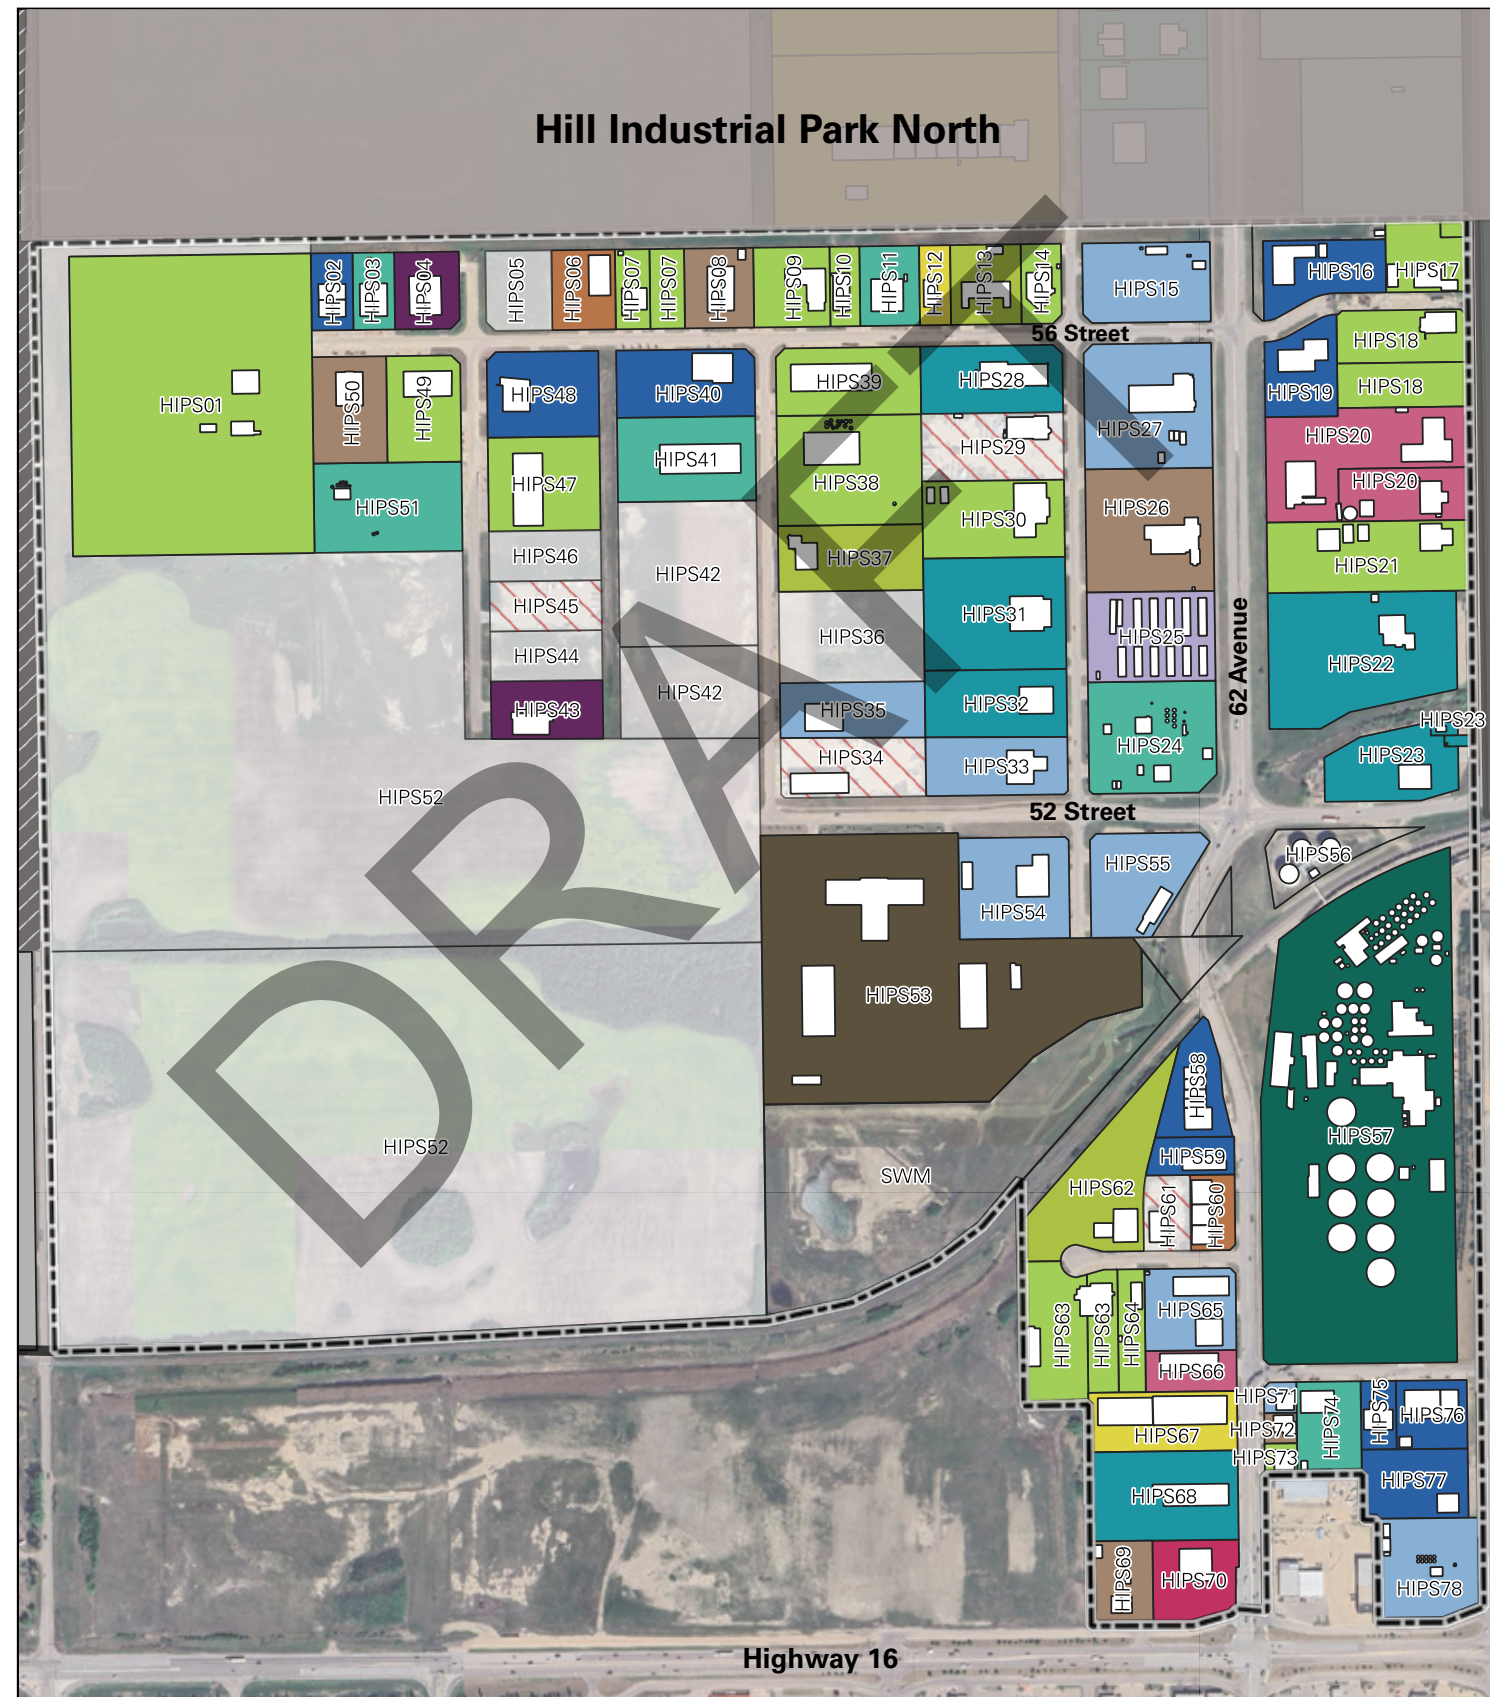 Hill Industrial Park North
HIPS01
HIPS02
HIPS03
HIPS04
HIPS05
HIPS06
HIPS07
HIPS07
HIPS08
HIPS09
HIPS10
HIPS11
HIPS12
HIPS13
HIPS14
HIPS15
HIPS16
HIPS17
56 Street
HIPS18
HIPS18
HIPS19
HIPS20
HIPS20
HIPS21
HIPS22
HIPS23
HIPS23
HIPS24
HIPS25
HIPS26
HIPS27
HIPS28
HIPS29
HIPS30
HIPS31
HIPS32
HIPS33
HIPS34
HIPS35
HIPS36
HIPS37
HIPS38
HIPS39
HIPS40
HIPS41
HIPS42
HIPS42
HIPS43
HIPS44
HIPS45
HIPS46
HIPS47
HIPS48
HIPS49
HIPS50
HIPS51
62 Avenue
52 Street
HIPS52
HIPS52
DRAFT
HIPS53
HIPS54
HIPS55
HIPS56
HIPS57
HIPS58
HIPS59
HIPS60
HIPS61
HIPS62
SWM
HIPS63
HIPS63
HIPS64
HIPS65
HIPS66
HIPS67
HIPS68
HIPS69
HIPS70
HIPS71
HIPS72
HIPS73
HIPS74
HIPS75
HIPS76
HIPS77
HIPS78
Highway 16